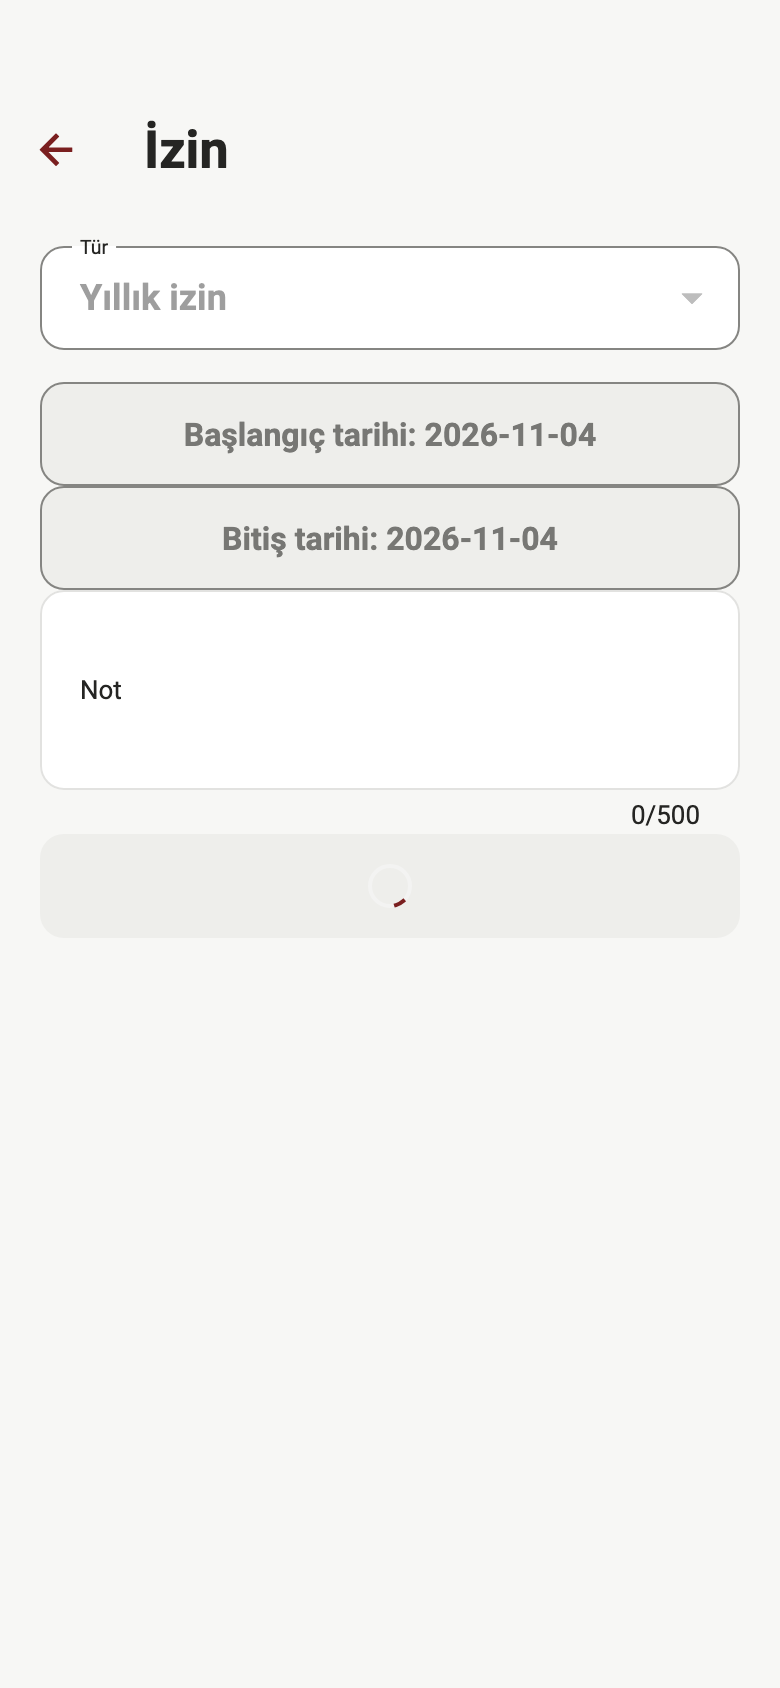 İzin
Tür
Yıllık izin
Başlangıç tarihi: 2026-11-04
Bitiş tarihi: 2026-11-04
Not
0/500